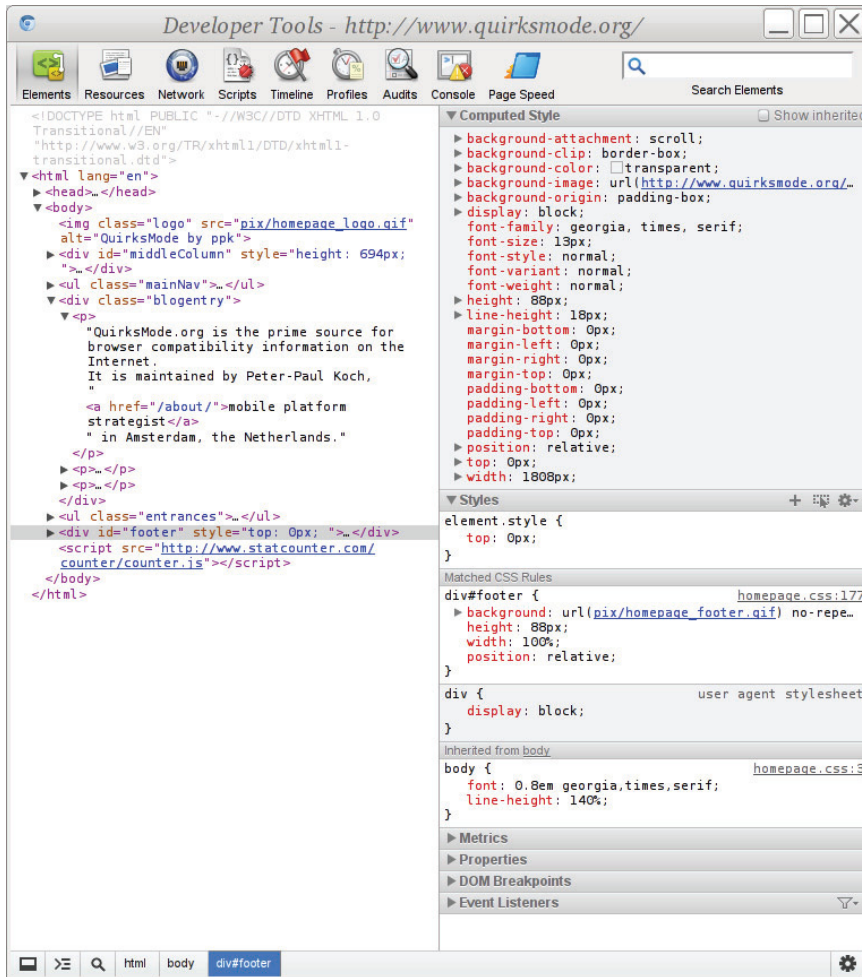 Developer Tools - http://www.quirksmode.org/
Elements Resources Network Scripts Timeline Profiles Audits Console Page Speed Search Elements
<!DOCTYPE html PUBLIC "-//W3C//DTD XHTML 1.0
Transitional//EN"
"http://www.w3.org/TR/xhtml1/DTD/xhtml1-
transitional.dtd">
▼<html lang="en">
▶<head>…</head>
▼<body>
<img class="logo" src="pix/homepage_logo.gif"
alt="QuirksMode by ppk">
▶<div id="middleColumn" style="height: 694px;
">…</div>
▶<ul class="mainNav">…</ul>
▼<div class="blogentry">
▼<p>
"QuirksMode.org is the prime source for
browser compatibility information on the
Internet.
It is maintained by Peter-Paul Koch,
"
<a href="/about/">mobile platform
strategist</a>
" in Amsterdam, the Netherlands."
</p>
▶<p>…</p>
▶<p>…</p>
</div>
▶<ul class="entrances">…</ul>
▶<div id="footer" style="top: 0px; ">…</div>
<script src="http://www.statcounter.com/
counter/counter.js"></script>
</body>
</html>
▼Computed Style Show inherited
▶background-attachment: scroll;
▶background-clip: border-box;
▶background-color: transparent;
▶background-image: url(http://www.quirksmode.org/…
▶background-origin: padding-box;
▶display: block;
font-family: georgia, times, serif;
font-size: 13px;
font-style: normal;
font-variant: normal;
font-weight: normal;
▶height: 88px;
▶line-height: 18px;
margin-bottom: 0px;
margin-left: 0px;
margin-right: 0px;
margin-top: 0px;
padding-bottom: 0px;
padding-left: 0px;
padding-right: 0px;
padding-top: 0px;
▶position: relative;
▶top: 0px;
▶width: 1808px;
▼Styles
element.style {
top: 0px;
}
Matched CSS Rules
div#footer { homepage.css:177
▶background: url(pix/homepage_footer.gif) no-repe…
height: 88px;
width: 100%;
position: relative;
}
div { user agent stylesheet
display: block;
}
Inherited from body
body { homepage.css:3
font: 0.8em georgia,times,serif;
line-height: 140%;
}
▶Metrics
▶Properties
▶DOM Breakpoints
▶Event Listeners
html body div#footer